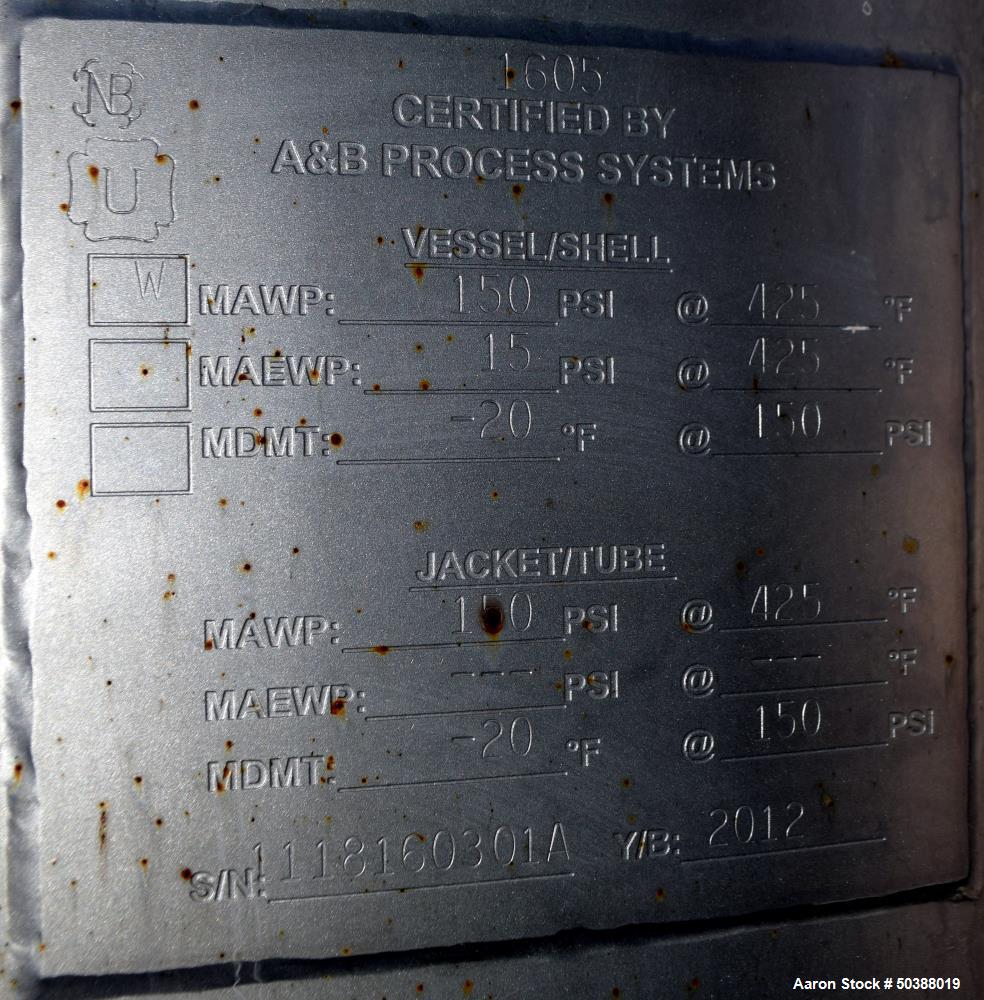 1605
NB
CERTIFIED BY
A&B PROCESS SYSTEMS
U
VESSEL/SHELL
W MAWP: 150 PSI @ 425 °F
MAEWP: 15 PSI @ 425 °F
MDMT: -20 °F @ 150 PSI
JACKET/TUBE
MAWP: 150 PSI @ 425 °F
MAEWP: --- PSI @ --- °F
MDMT: -20 °F @ 150 PSI
S/N: 1118160301A Y/B: 2012
Aaron Stock # 50388019